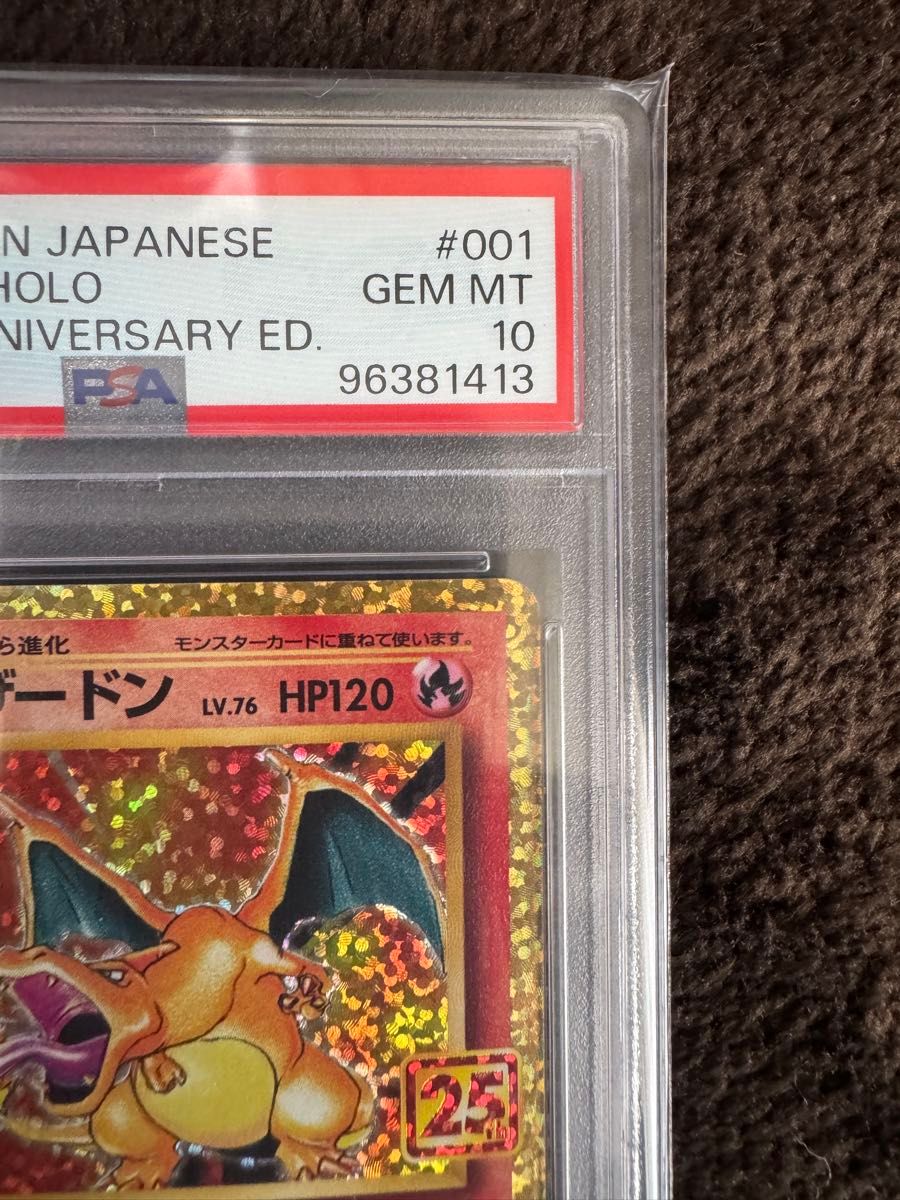 N JAPANESE #001
HOLO GEM MT
NIVERSARY ED. 10
PSA 96381413
ら進化 モンスターカードに重ねて使います。
ザードン LV.76 HP120
25th